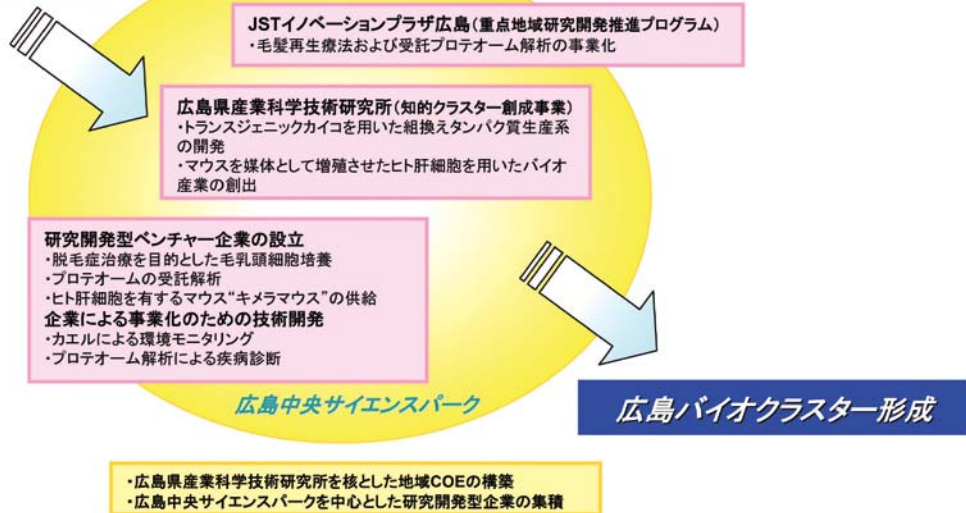 JSTイノベーションプラザ広島(重点地域研究開発推進プログラム)
・毛髪再生療法および受託プロテオーム解析の事業化
広島県産業科学技術研究所(知的クラスター創成事業)
・トランスジェニックカイコを用いた組換えタンパク質生産系
の開発
・マウスを媒体として増殖させたヒト肝細胞を用いたバイオ
産業の創出
研究開発型ベンチャー企業の設立
・脱毛症治療を目的とした毛乳頭細胞培養
・プロテオームの受託解析
・ヒト肝細胞を有するマウス“キメラマウス”の供給
企業による事業化のための技術開発
・カエルによる環境モニタリング
・プロテオーム解析による疾病診断
広島中央サイエンスパーク
広島バイオクラスター形成
・広島県産業科学技術研究所を核とした地域COEの構築
・広島中央サイエンスパークを中心とした研究開発型企業の集積